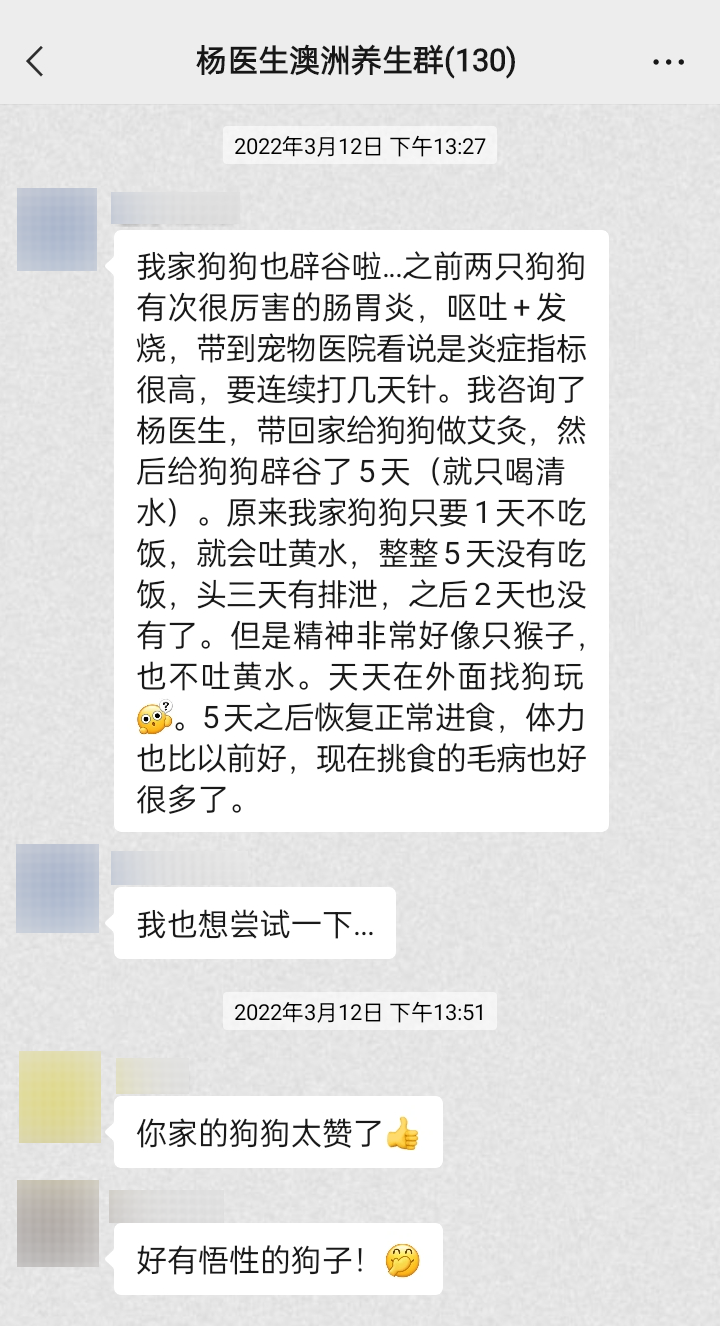 杨医生澳洲养生群(130)
2022年3月12日 下午13:27
我家狗狗也辟谷啦...之前两只狗狗
有次很厉害的肠胃炎，呕吐+发
烧，带到宠物医院看说是炎症指标
很高，要连续打几天针。我咨询了
杨医生，带回家给狗狗做艾灸，然
后给狗狗辟谷了5天（就只喝清
水）。原来我家狗狗只要1天不吃
饭，就会吐黄水，整整5天没有吃
饭，头三天有排泄，之后2天也没
有了。但是精神非常好像只猴子,
也不吐黄水。天天在外面找狗玩
。5天之后恢复正常进食，体力
也比以前好，现在挑食的毛病也好
很多了。
我也想尝试一下...
2022年3月12日 下午13:51
你家的狗狗太赞了👍
好有悟性的狗子！🤭